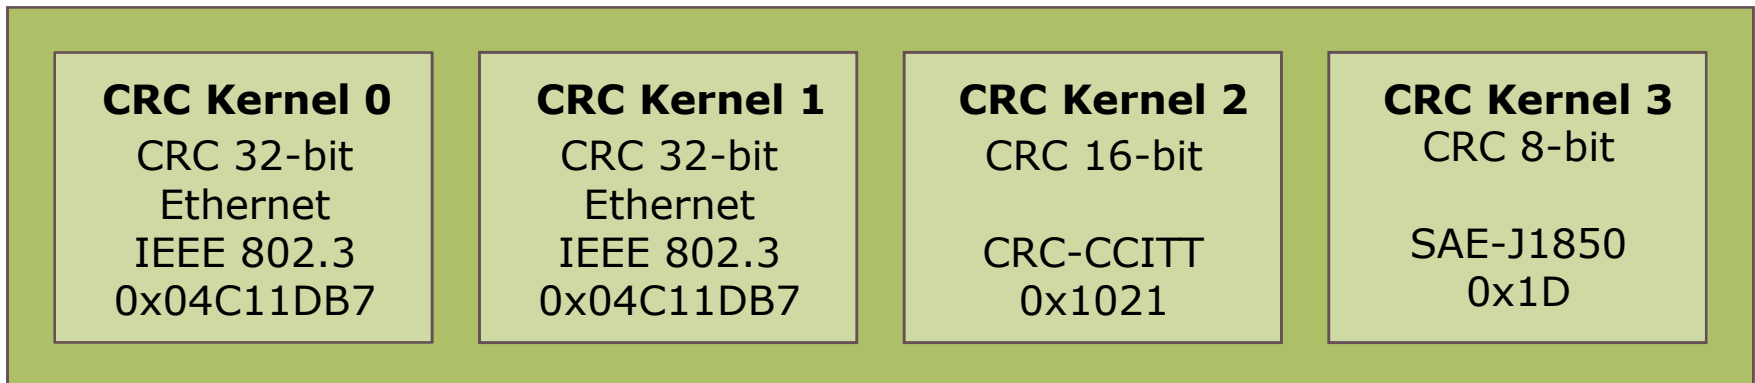 CRC Kernel 0
CRC 32-bit
Ethernet
IEEE 802.3
0x04C11DB7
CRC Kernel 1
CRC 32-bit
Ethernet
IEEE 802.3
0x04C11DB7
CRC Kernel 2
CRC 16-bit
CRC-CCITT
0x1021
CRC Kernel 3
CRC 8-bit
SAE-J1850
0x1D